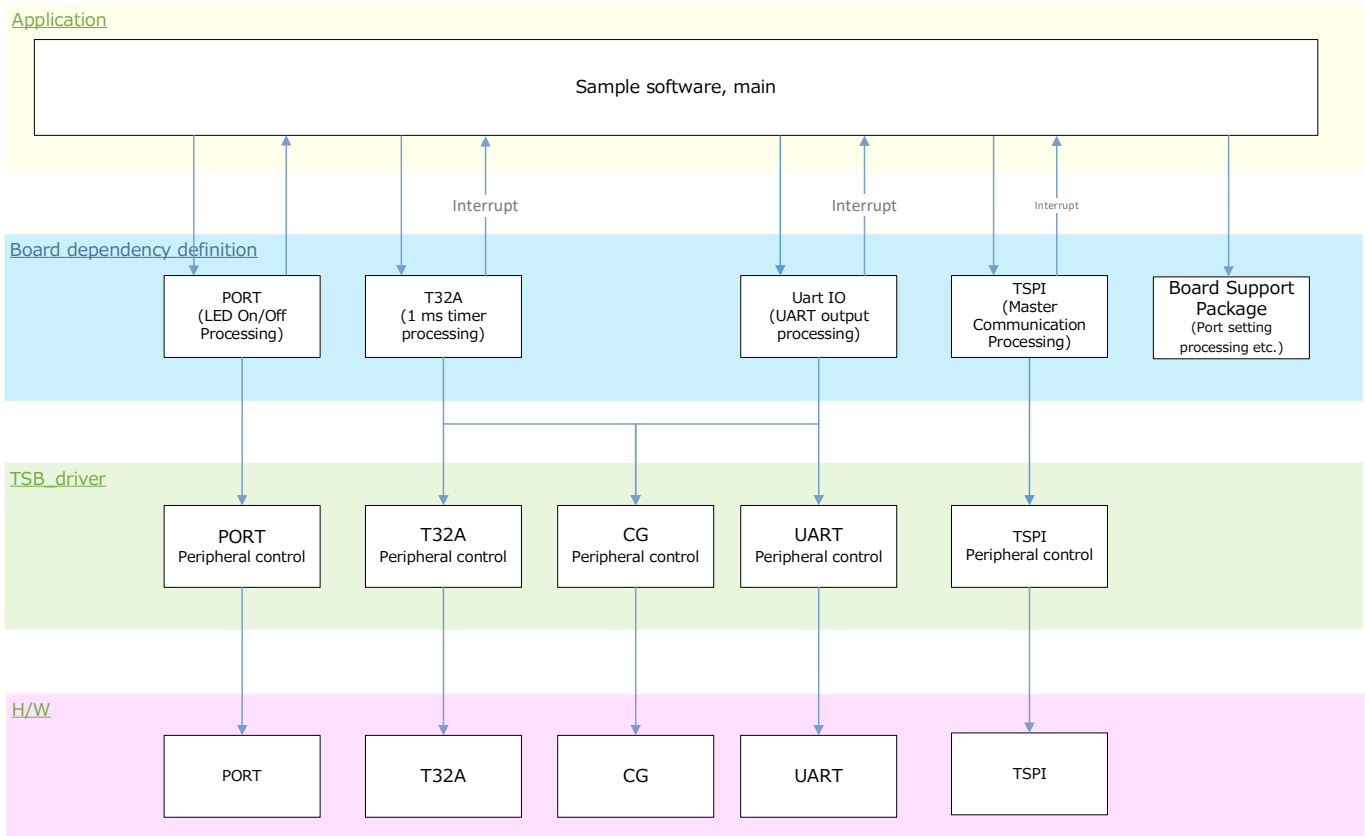 Application
Sample software, main
Interrupt
Interrupt
Interrupt
Board dependency definition
PORT
(LED On/Off
Processing)
T32A
(1 ms timer
processing)
Uart IO
(UART output
processing)
TSPI
(Master
Communication
Processing)
Board Support
Package
(Port setting
processing etc.)
TSB_driver
PORT
Peripheral control
T32A
Peripheral control
CG
Peripheral control
UART
Peripheral control
TSPI
Peripheral control
H/W
PORT
T32A
CG
UART
TSPI